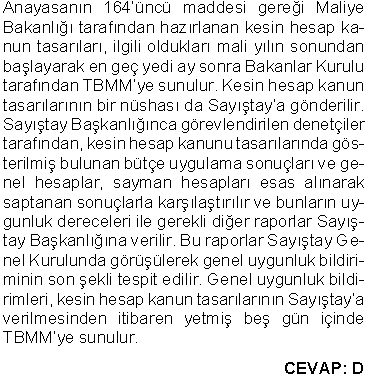 Anayasanın 164'üncü maddesi gereği Maliye
Bakanlığı tarafından hazırlanan kesin hesap ka-
nun tasarıları, ilgili oldukları mali yılın sonundan
başlayarak en geç yedi ay sonra Bakanlar Kurulu
tarafından TBMM'ye sunulur. Kesin hesap kanun
tasarılarının bir nüshası da Sayıştay'a gönderilir.
Sayıştay Başkanlığınca görevlendirilen denetçiler
tarafından, kesin hesap kanunu tasarılarında gös-
terilmiş bulunan bütçe uygulama sonuçları ve ge-
nel hesaplar, sayman hesapları esas alınarak
saptanan sonuçlarla karşılaştırılır ve bunların uy-
gunluk dereceleri ile gerekli diğer raporlar Sayış-
tay Başkanlığına verilir. Bu raporlar Sayıştay Ge-
nel Kurulunda görüşülerek genel uygunluk bildiri-
minin son şekli tespit edilir. Genel uygunluk bildi-
rimleri, kesin hesap kanun tasarılarının Sayıştay'a
verilmesinden itibaren yetmiş beş gün içinde
TBMM'ye sunulur.
CEVAP: D